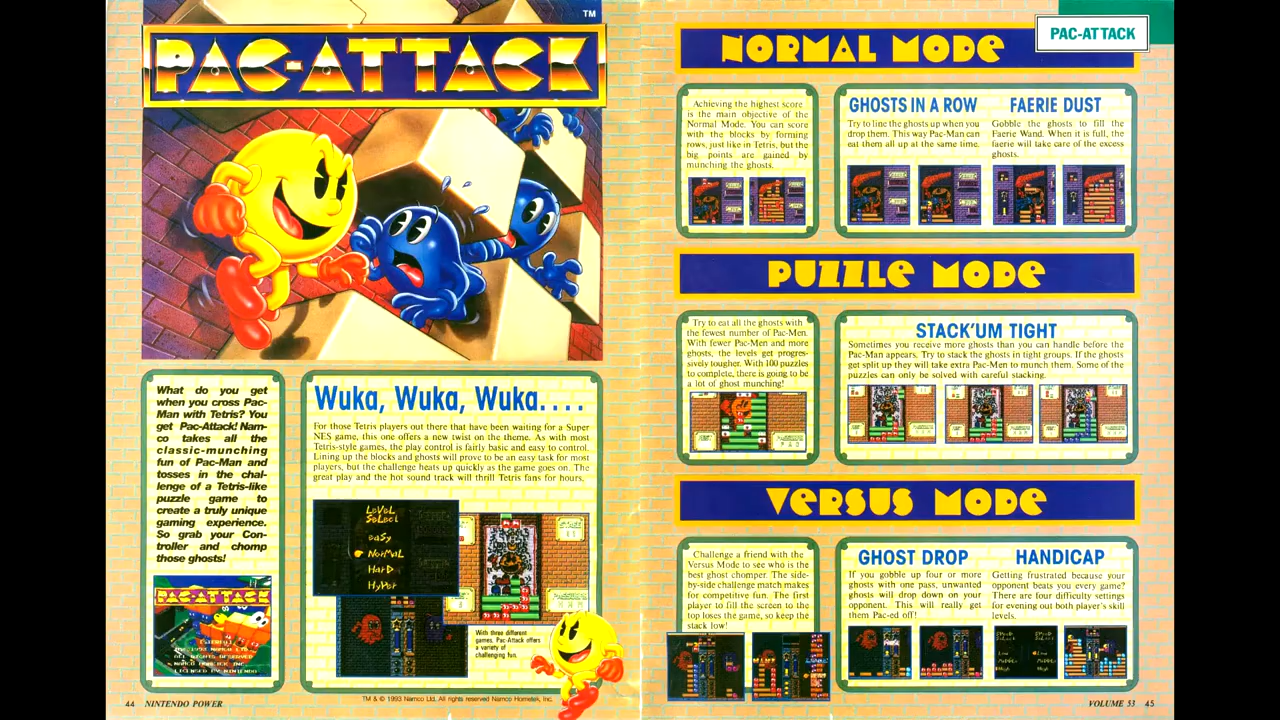 TM
PAC-ATTACK
What do you get
when you cross Pac-
Man with Tetris? You
get Pac-Attack! Nam-
co takes all the
classic-munching
fun of Pac-Man and
tosses in the chal-
lenge of a Tetris-like
puzzle game to
create a truly unique
gaming experience.
So grab your Con-
troller and chomp
those ghosts!
PAC-ATTACK
Wuka, Wuka, Wuka....
For those Tetris players out there that have been waiting for a Super
NES game, this one offers a new twist on the theme. As with most
Tetris-style games, the play control is fairly basic and easy to control.
Lining up the blocks and ghosts will prove to be an easy task for most
players, but the challenge heats up quickly as the game goes on. The
great play and the hot sound track will thrill Tetris fans for hours.
LEVEL
SELECT
EASY
NORMAL
HARD
HYPER
With three different
games, Pac-Attack offers
a variety of
challenging fun.
TM & © 1993 Namco Ltd. All rights reserved Namco Hometek, Inc.
44 NINTENDO POWER
PAC-ATTACK
NORMAL MODE
Achieving the highest score
is the main objective of the
Normal Mode. You can score
with the blocks by forming
rows, just like in Tetris, but the
big points are gained by
munching the ghosts.
GHOSTS IN A ROW
Try to line the ghosts up when you
drop them. This way Pac-Man can
eat them all up at the same time.
FAERIE DUST
Gobble the ghosts to fill the
Faerie Wand. When it is full, the
faerie will take care of the excess
ghosts.
PUZZLE MODE
Try to eat all the ghosts with
the fewest number of Pac-Men.
With fewer Pac-Men and more
ghosts, the levels get progres-
sively tougher. With 100 puzzles
to complete, there is going to be
a lot of ghost munching!
STACK'UM TIGHT
Sometimes you receive more ghosts than you can handle before the
Pac-Man appears. Try to stack the ghosts in tight groups. If the ghosts
get split up they will take extra Pac-Men to munch them. Some of the
puzzles can only be solved with careful stacking.
VERSUS MODE
Challenge a friend with the
Versus Mode to see who is the
best ghost chomper. The side-
by-side challenge match makes
for competitive fun. The first
player to fill the screen to the
top loses the game, so keep the
stack low!
GHOST DROP
If you gobble up four or more
ghosts with one pass, unwanted
ghosts will drop down on your
opponent. This will really get
them Pac-ed off!
HANDICAP
Getting frustrated because your
opponent beats you every game?
There are four difficulty settings
for evening out both player's skill
levels.
VOLUME 53 45